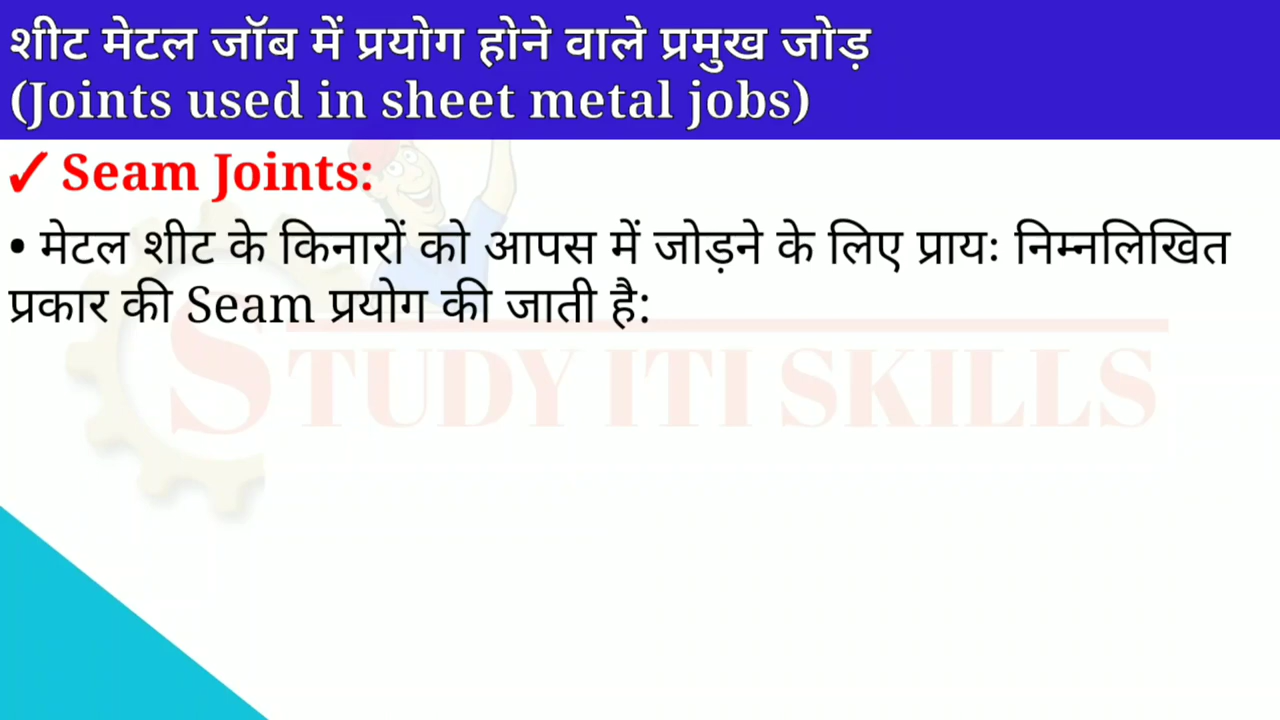 शीट मेटल जॉब में प्रयोग होने वाले प्रमुख जोड़
(Joints used in sheet metal jobs)
✓ Seam Joints:
• मेटल शीट के किनारों को आपस में जोड़ने के लिए प्रायः निम्नलिखित
प्रकार की Seam प्रयोग की जाती है:
STUDY ITI SKILLS